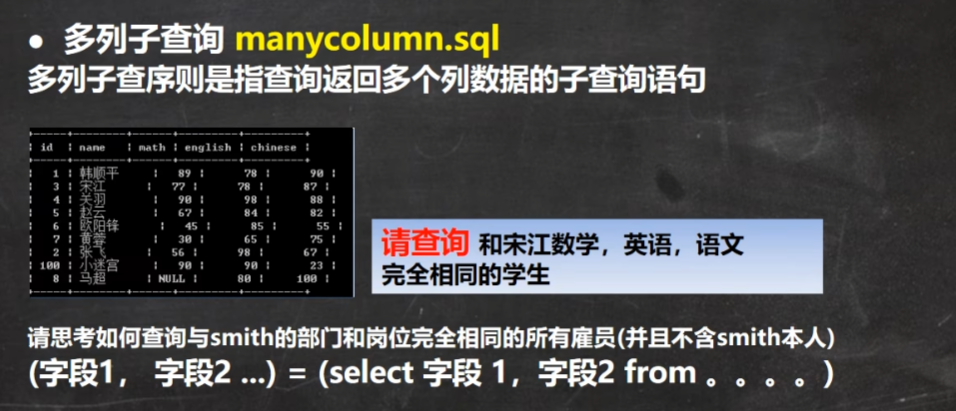 ● 多列子查询 manycolumn.sql
多列子查序则是指查询返回多个列数据的子查询语句
id | name | math | english | chinese |
1 | 韩顺平 | 89 | 78 | 90 |
3 | 宋江 | 77 | 78 | 87 |
4 | 关羽 | 90 | 98 | 88 |
5 | 赵云 | 67 | 84 | 82 |
6 | 欧阳锋 | 45 | 85 | 55 |
7 | 黄蓉 | 30 | 65 | 75 |
2 | 张飞 | 56 | 98 | 67 |
100 | 小迷宫 | 90 | 90 | 23 |
8 | 马超 | NULL | 80 | 100 |
请查询 和宋江数学，英语，语文
完全相同的学生
请思考如何查询与smith的部门和岗位完全相同的所有雇员(并且不含smith本人)
(字段1， 字段2 ...) = (select 字段 1，字段2 from 。。。。)